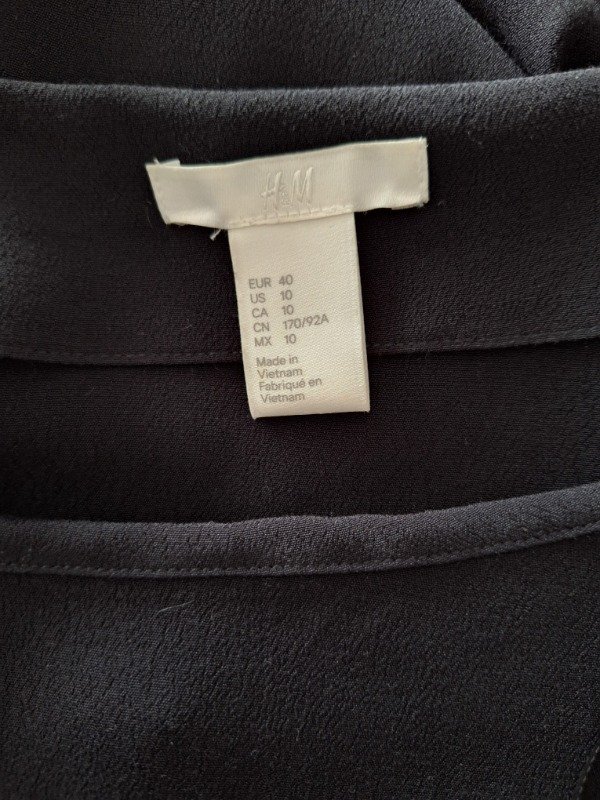 H&M
EUR 40
US 10
CA 10
CN 170/92A
MX 10
Made in
Vietnam
Fabriqué en
Vietnam